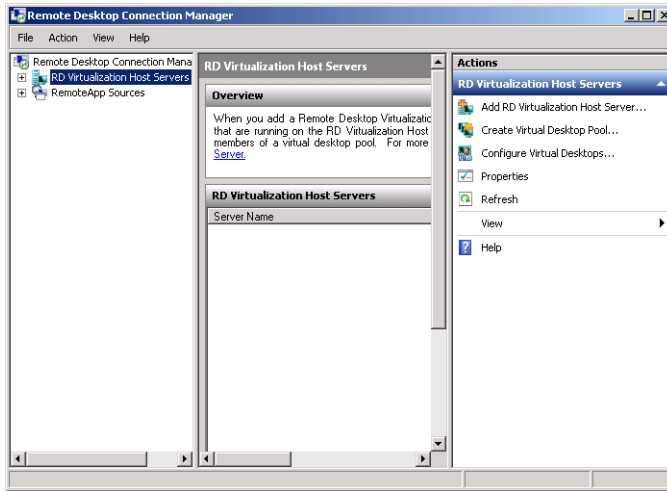 Remote Desktop Connection Manager
File Action View Help
Remote Desktop Connection Mana
RD Virtualization Host Servers
RemoteApp Sources
RD Virtualization Host Servers
Overview
When you add a Remote Desktop Virtualizatic
that are running on the RD Virtualization Host
members of a virtual desktop pool. For more
Server.
RD Virtualization Host Servers
Server Name
Actions
RD Virtualization Host Servers
Add RD Virtualization Host Server...
Create Virtual Desktop Pool...
Configure Virtual Desktops...
Properties
Refresh
View
Help